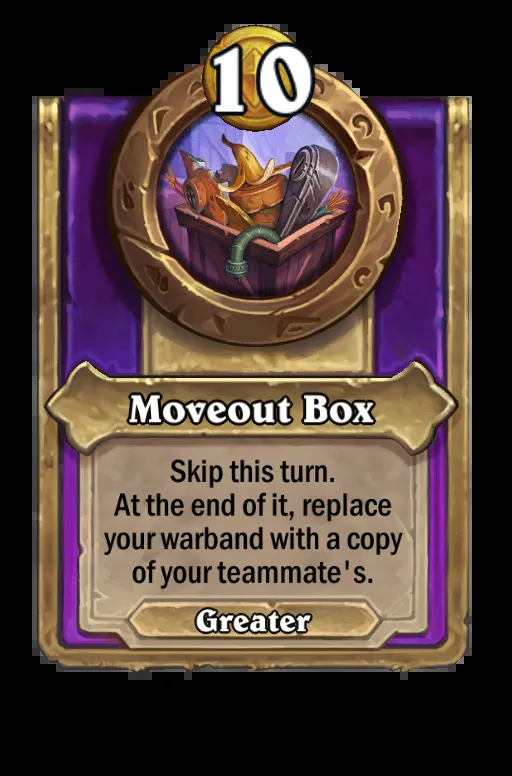 10
Moveout Box
Skip this turn.
At the end of it, replace
your warband with a copy
of your teammate's.
Greater